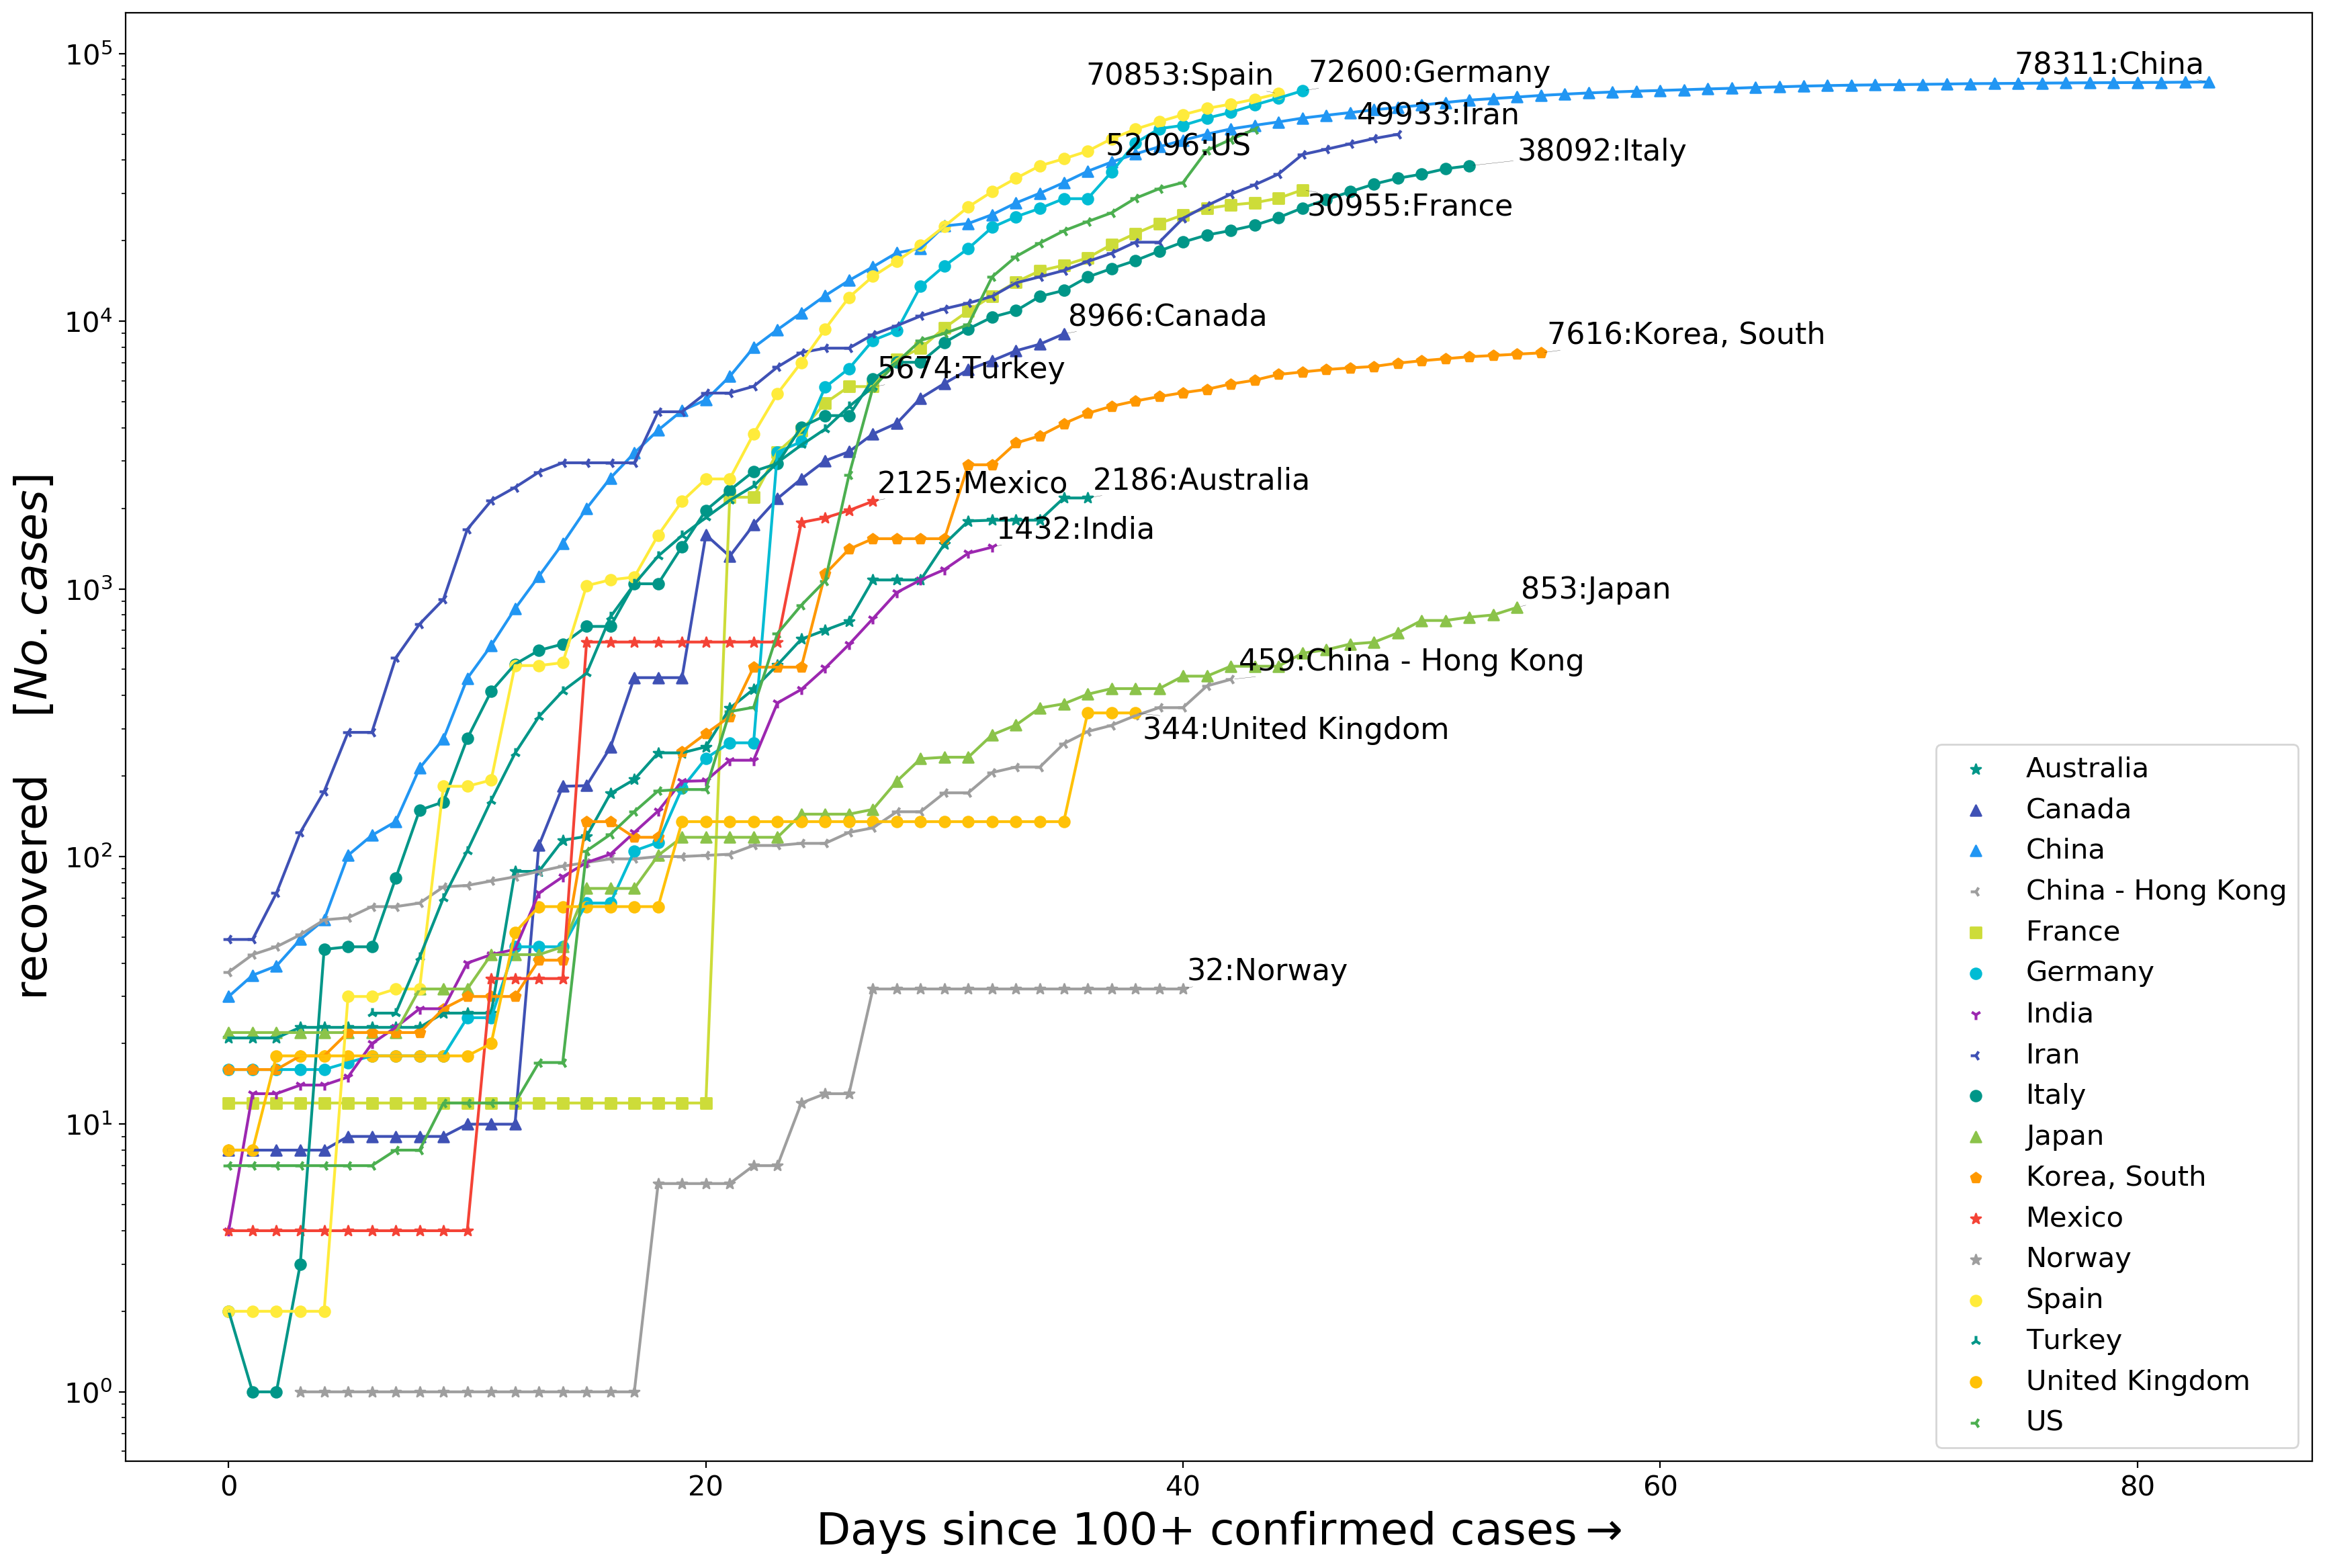 10^5
10^4
10^3
10^2
10^1
10^0
recovered [No. cases]
70853:Spain
72600:Germany
78311:China
49933:Iran
52096:US
38092:Italy
30955:France
8966:Canada
7616:Korea, South
5674:Turkey
2125:Mexico
2186:Australia
1432:India
853:Japan
459:China - Hong Kong
344:United Kingdom
32:Norway
Australia
Canada
China
China - Hong Kong
France
Germany
India
Iran
Italy
Japan
Korea, South
Mexico
Norway
Spain
Turkey
United Kingdom
US
0 20 40 60 80
Days since 100+ confirmed cases→